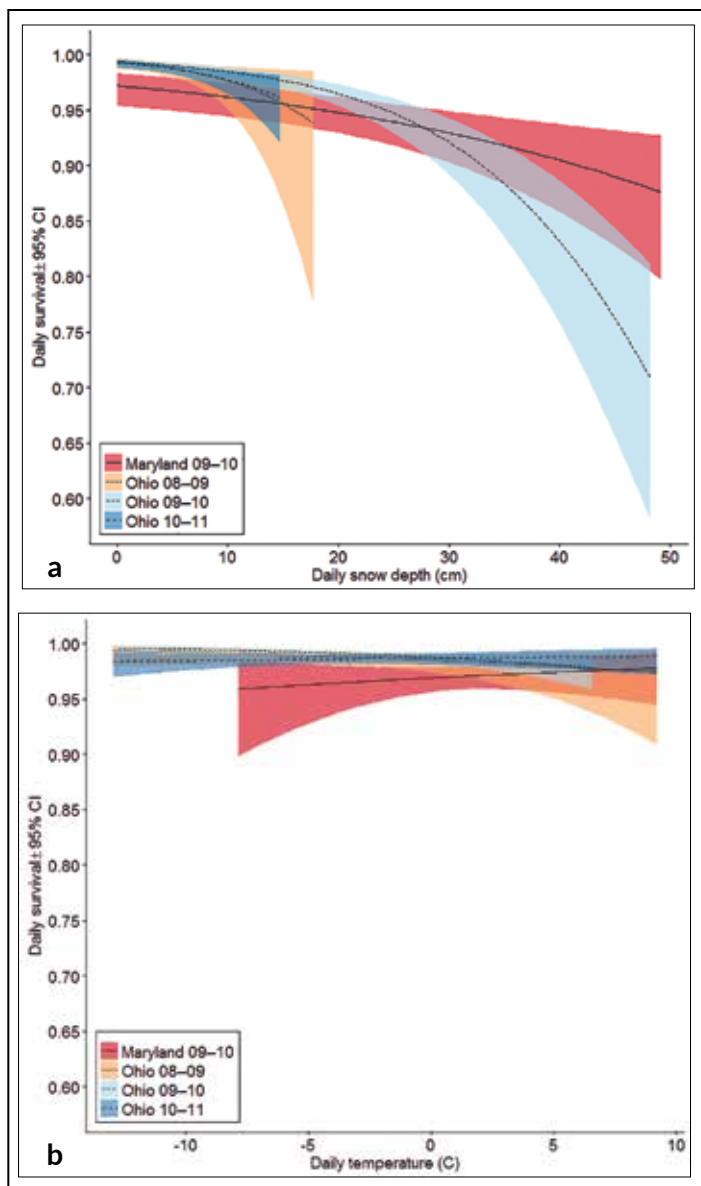 1.00
0.95
0.90
0.85
0.80
0.75
0.70
0.65
0.60
Daily survival±95% CI
Maryland 09–10
Ohio 08–09
Ohio 09–10
Ohio 10–11
0 10 20 30 40 50
Daily snow depth (cm)
a
1.00
0.95
0.90
0.85
0.80
0.75
0.70
0.65
0.60
Daily survival±95% CI
Maryland 09–10
Ohio 08–09
Ohio 09–10
Ohio 10–11
-10 -5 0 5 10
Daily temperature (C)
b